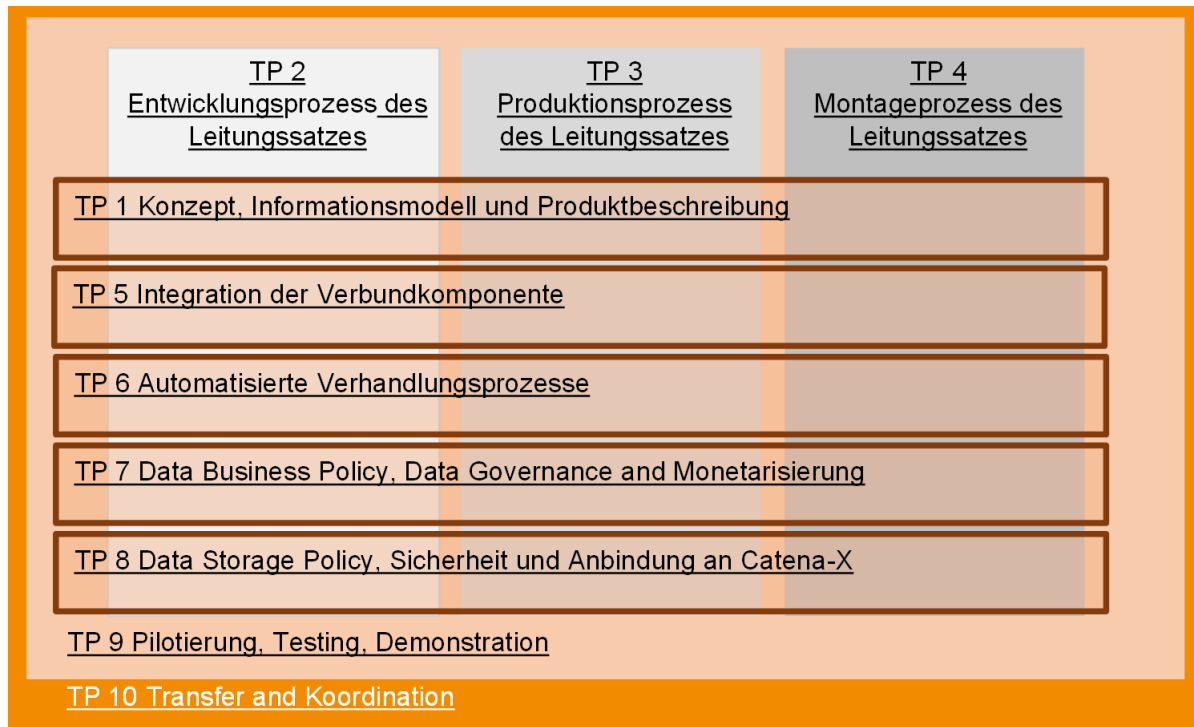 TP 2
Entwicklungsprozess des
Leitungssatzes
TP 3
Produktionsprozess
des Leitungssatzes
TP 4
Montageprozess des
Leitungssatzes
TP 1 Konzept, Informationsmodell und Produktbeschreibung
TP 5 Integration der Verbundkomponente
TP 6 Automatisierte Verhandlungsprozesse
TP 7 Data Business Policy, Data Governance and Monetarisierung
TP 8 Data Storage Policy, Sicherheit und Anbindung an Catena-X
TP 9 Pilotierung, Testing, Demonstration
TP 10 Transfer and Koordination